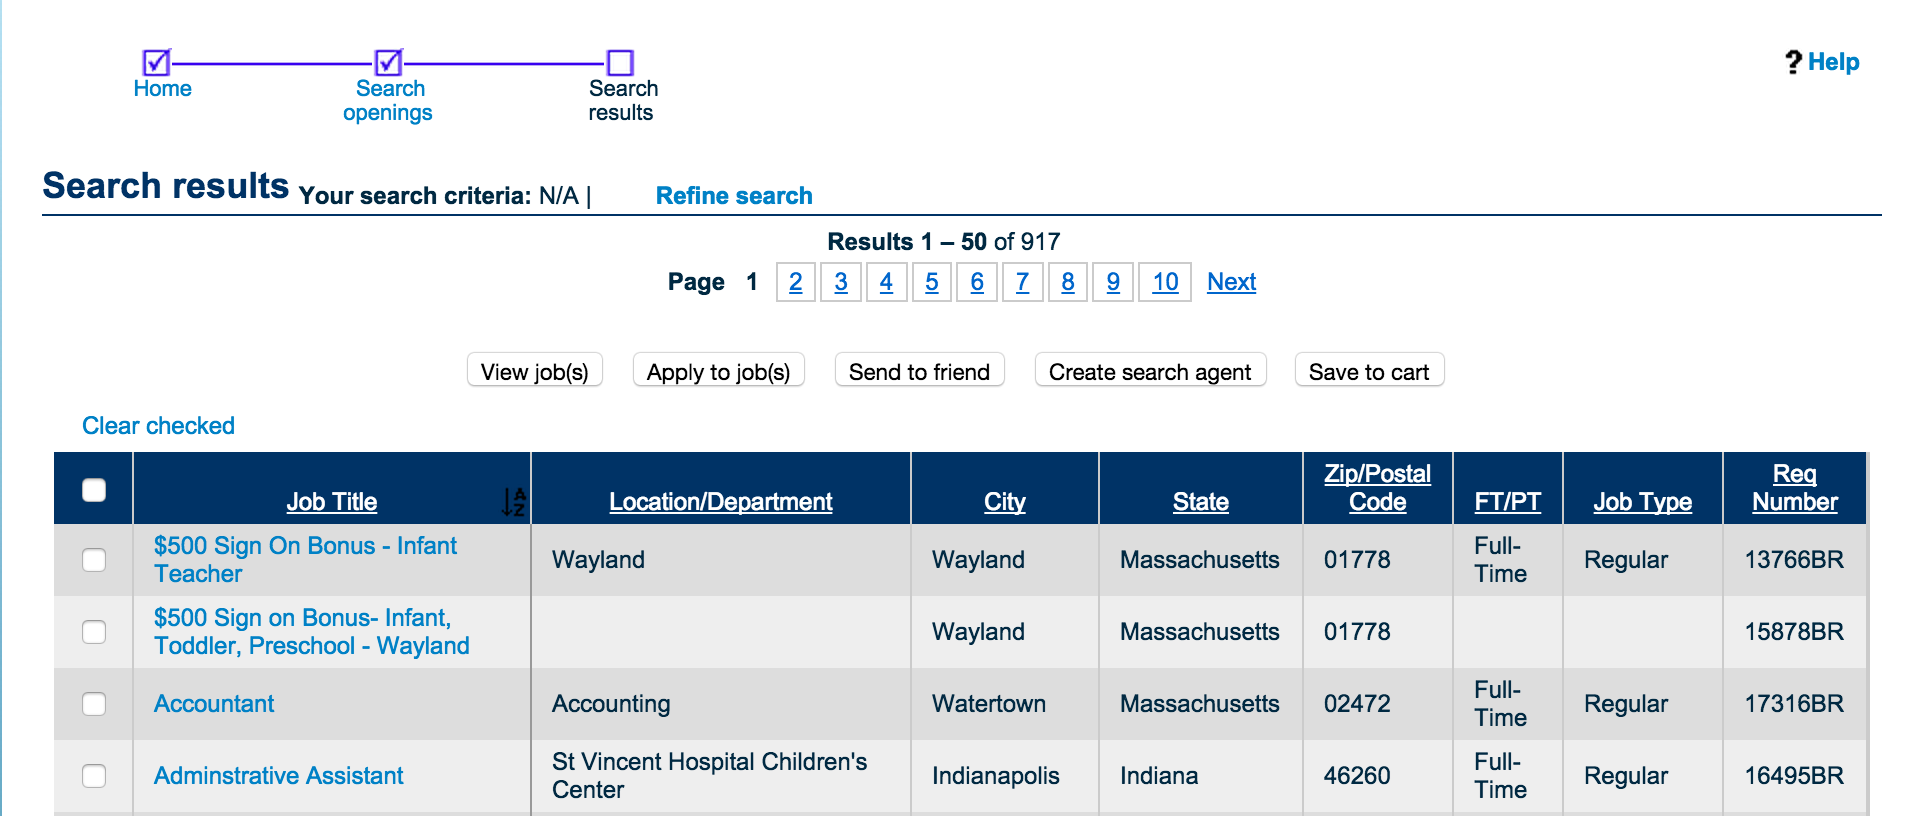 Home
Search openings
Search results
? Help
Search results Your search criteria: N/A | Refine search
Results 1 – 50 of 917
Page 1 2 3 4 5 6 7 8 9 10 Next
View job(s) Apply to job(s) Send to friend Create search agent Save to cart
Clear checked
Job Title AZ Location/Department City State Zip/Postal Code FT/PT Job Type Req Number
$500 Sign On Bonus - Infant Teacher Wayland Wayland Massachusetts 01778 Full-Time Regular 13766BR
$500 Sign on Bonus- Infant, Toddler, Preschool - Wayland Wayland Massachusetts 01778 15878BR
Accountant Accounting Watertown Massachusetts 02472 Full-Time Regular 17316BR
Adminstrative Assistant St Vincent Hospital Children's Center Indianapolis Indiana 46260 Full-Time Regular 16495BR